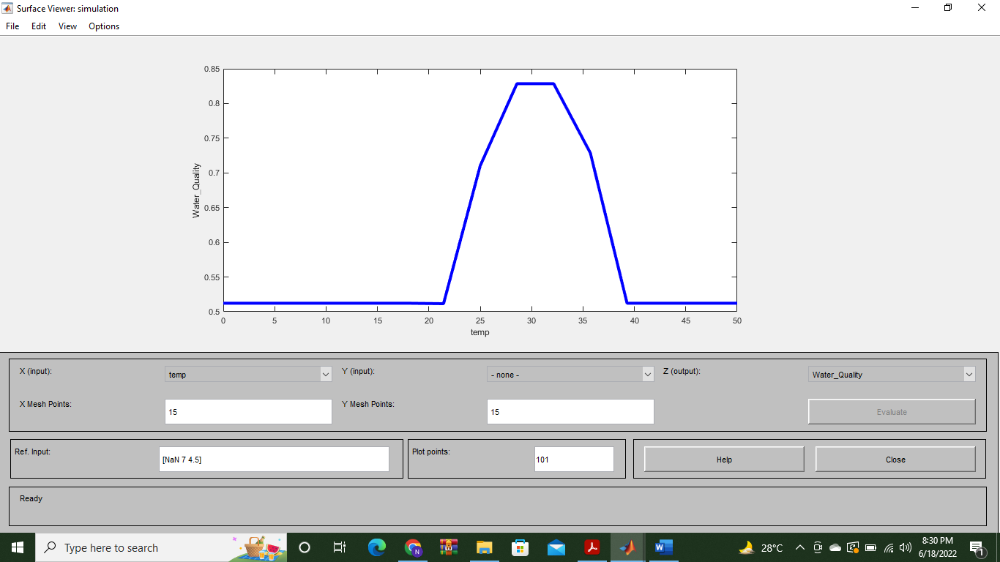 Surface Viewer: simulation
File Edit View Options
0.85
0.8
0.75
0.7
0.65
0.6
0.55
0.5
Water_Quality
0 5 10 15 20 25 30 35 40 45 50
temp
X (input): temp Y (input): - none - Z (output): Water_Quality
X Mesh Points: 15 Y Mesh Points: 15 Evaluate
Ref. Input: [NaN 7 4.5] Plot points: 101 Help Close
Ready
Type here to search 28°C 8:30 PM
6/18/2022 1